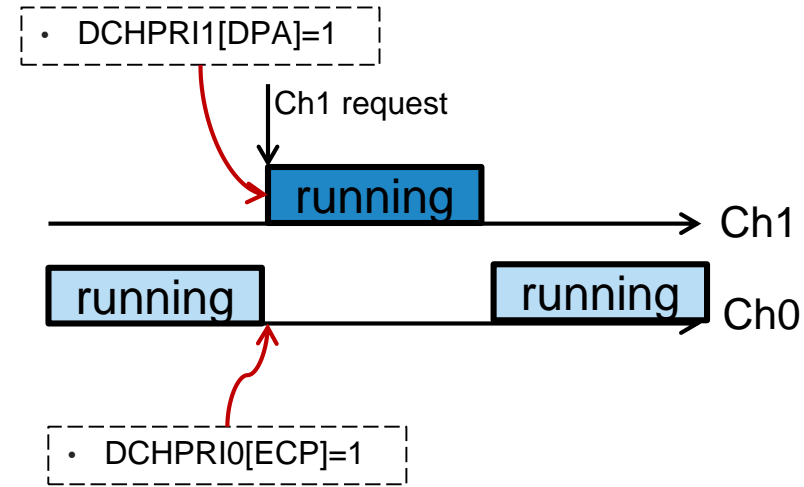 • DCHPRI1[DPA]=1
Ch1 request
running
Ch1
running
running
Ch0
• DCHPRI0[ECP]=1